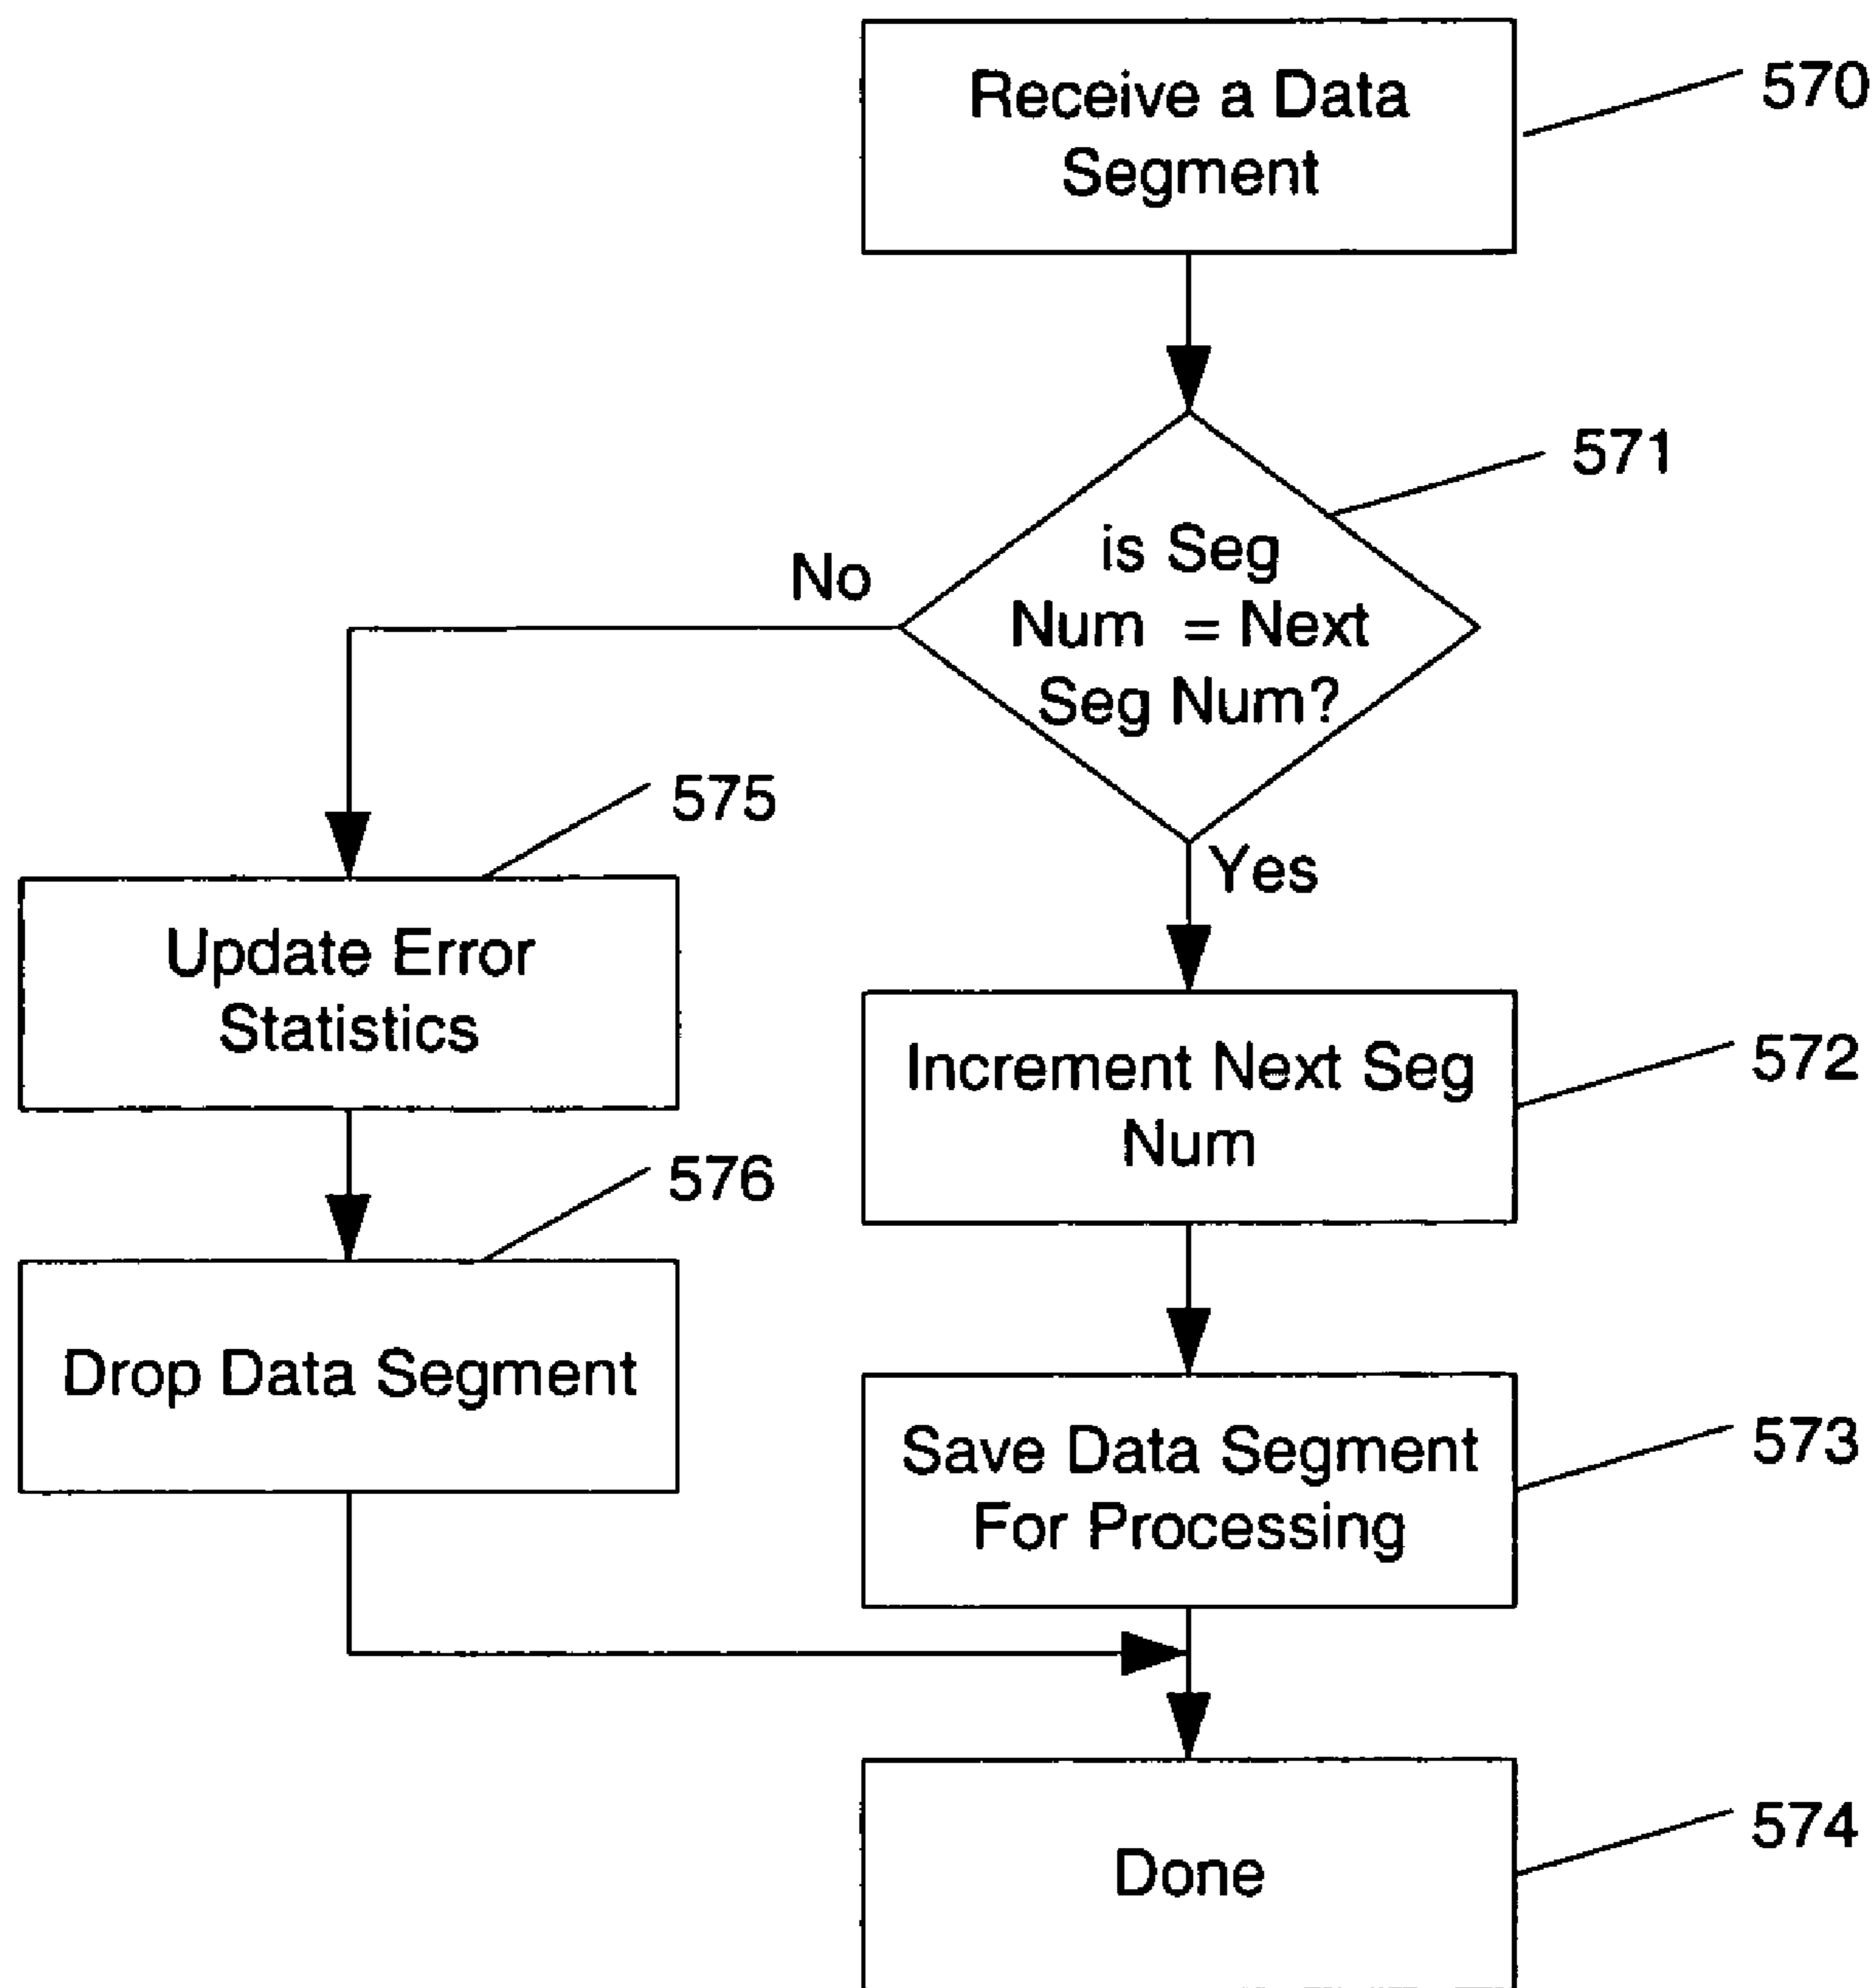 Receive a Data
Segment
570
571
is Seg
Num = Next
Seg Num?
No
Yes
575
Update Error
Statistics
572
Increment Next Seg
Num
576
Drop Data Segment
573
Save Data Segment
For Processing
574
Done